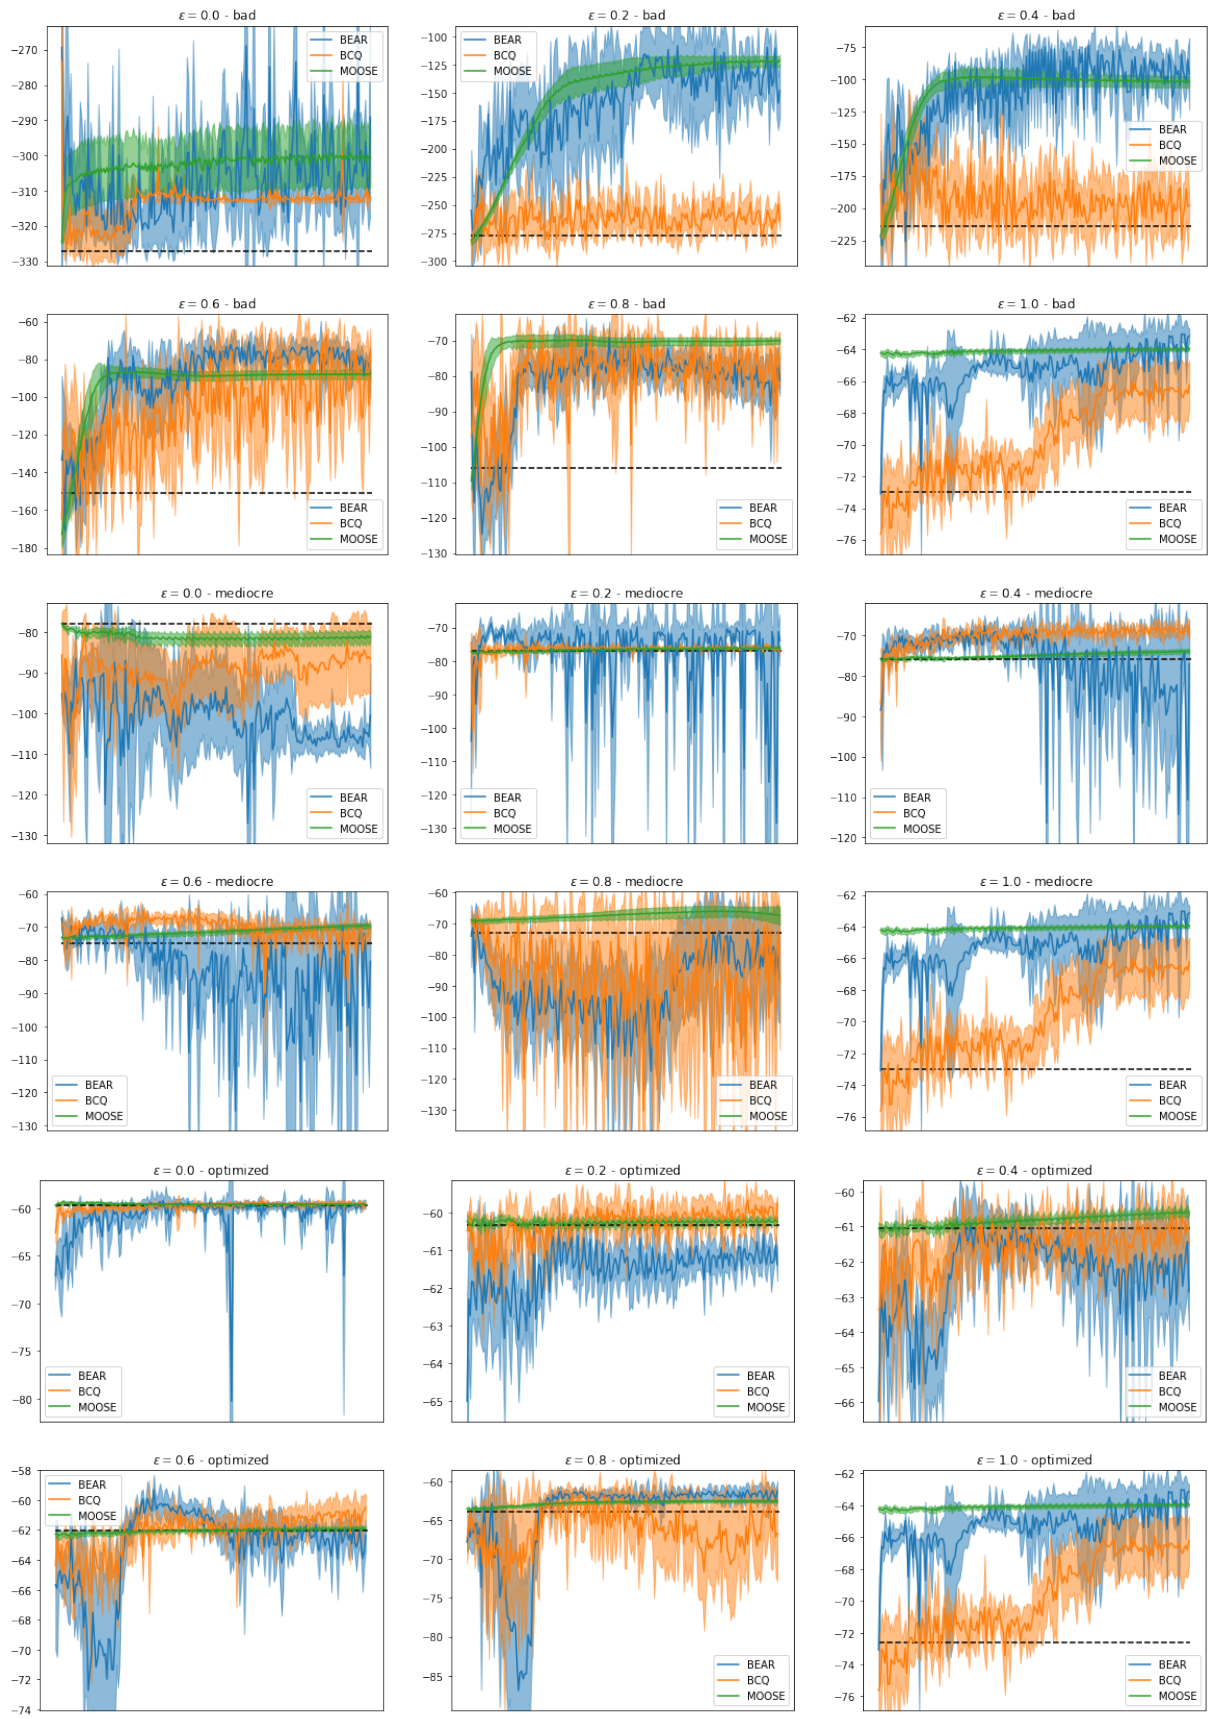 ε = 0.0 - bad
−270
−280
−290
−300
−310
−320
−330
BEAR
BCQ
MOOSE
ε = 0.2 - bad
−100
−125
−150
−175
−200
−225
−250
−275
−300
BEAR
BCQ
MOOSE
ε = 0.4 - bad
−75
−100
−125
−150
−175
−200
−225
BEAR
BCQ
MOOSE
ε = 0.6 - bad
−60
−80
−100
−120
−140
−160
−180
BEAR
BCQ
MOOSE
ε = 0.8 - bad
−70
−80
−90
−100
−110
−120
−130
BEAR
BCQ
MOOSE
ε = 1.0 - bad
−62
−64
−66
−68
−70
−72
−74
−76
BEAR
BCQ
MOOSE
ε = 0.0 - mediocre
−80
−90
−100
−110
−120
−130
BEAR
BCQ
MOOSE
ε = 0.2 - mediocre
−70
−80
−90
−100
−110
−120
−130
BEAR
BCQ
MOOSE
ε = 0.4 - mediocre
−70
−80
−90
−100
−110
−120
BEAR
BCQ
MOOSE
ε = 0.6 - mediocre
−60
−70
−80
−90
−100
−110
−120
−130
BEAR
BCQ
MOOSE
ε = 0.8 - mediocre
−60
−70
−80
−90
−100
−110
−120
−130
BEAR
BCQ
MOOSE
ε = 1.0 - mediocre
−62
−64
−66
−68
−70
−72
−74
−76
BEAR
BCQ
MOOSE
ε = 0.0 - optimized
−60
−65
−70
−75
−80
BEAR
BCQ
MOOSE
ε = 0.2 - optimized
−60
−61
−62
−63
−64
−65
BEAR
BCQ
MOOSE
ε = 0.4 - optimized
−60
−61
−62
−63
−64
−65
−66
BEAR
BCQ
MOOSE
ε = 0.6 - optimized
−58
−60
−62
−64
−66
−68
−70
−72
−74
BEAR
BCQ
MOOSE
ε = 0.8 - optimized
−60
−65
−70
−75
−80
−85
BEAR
BCQ
MOOSE
ε = 1.0 - optimized
−62
−64
−66
−68
−70
−72
−74
−76
BEAR
BCQ
MOOSE